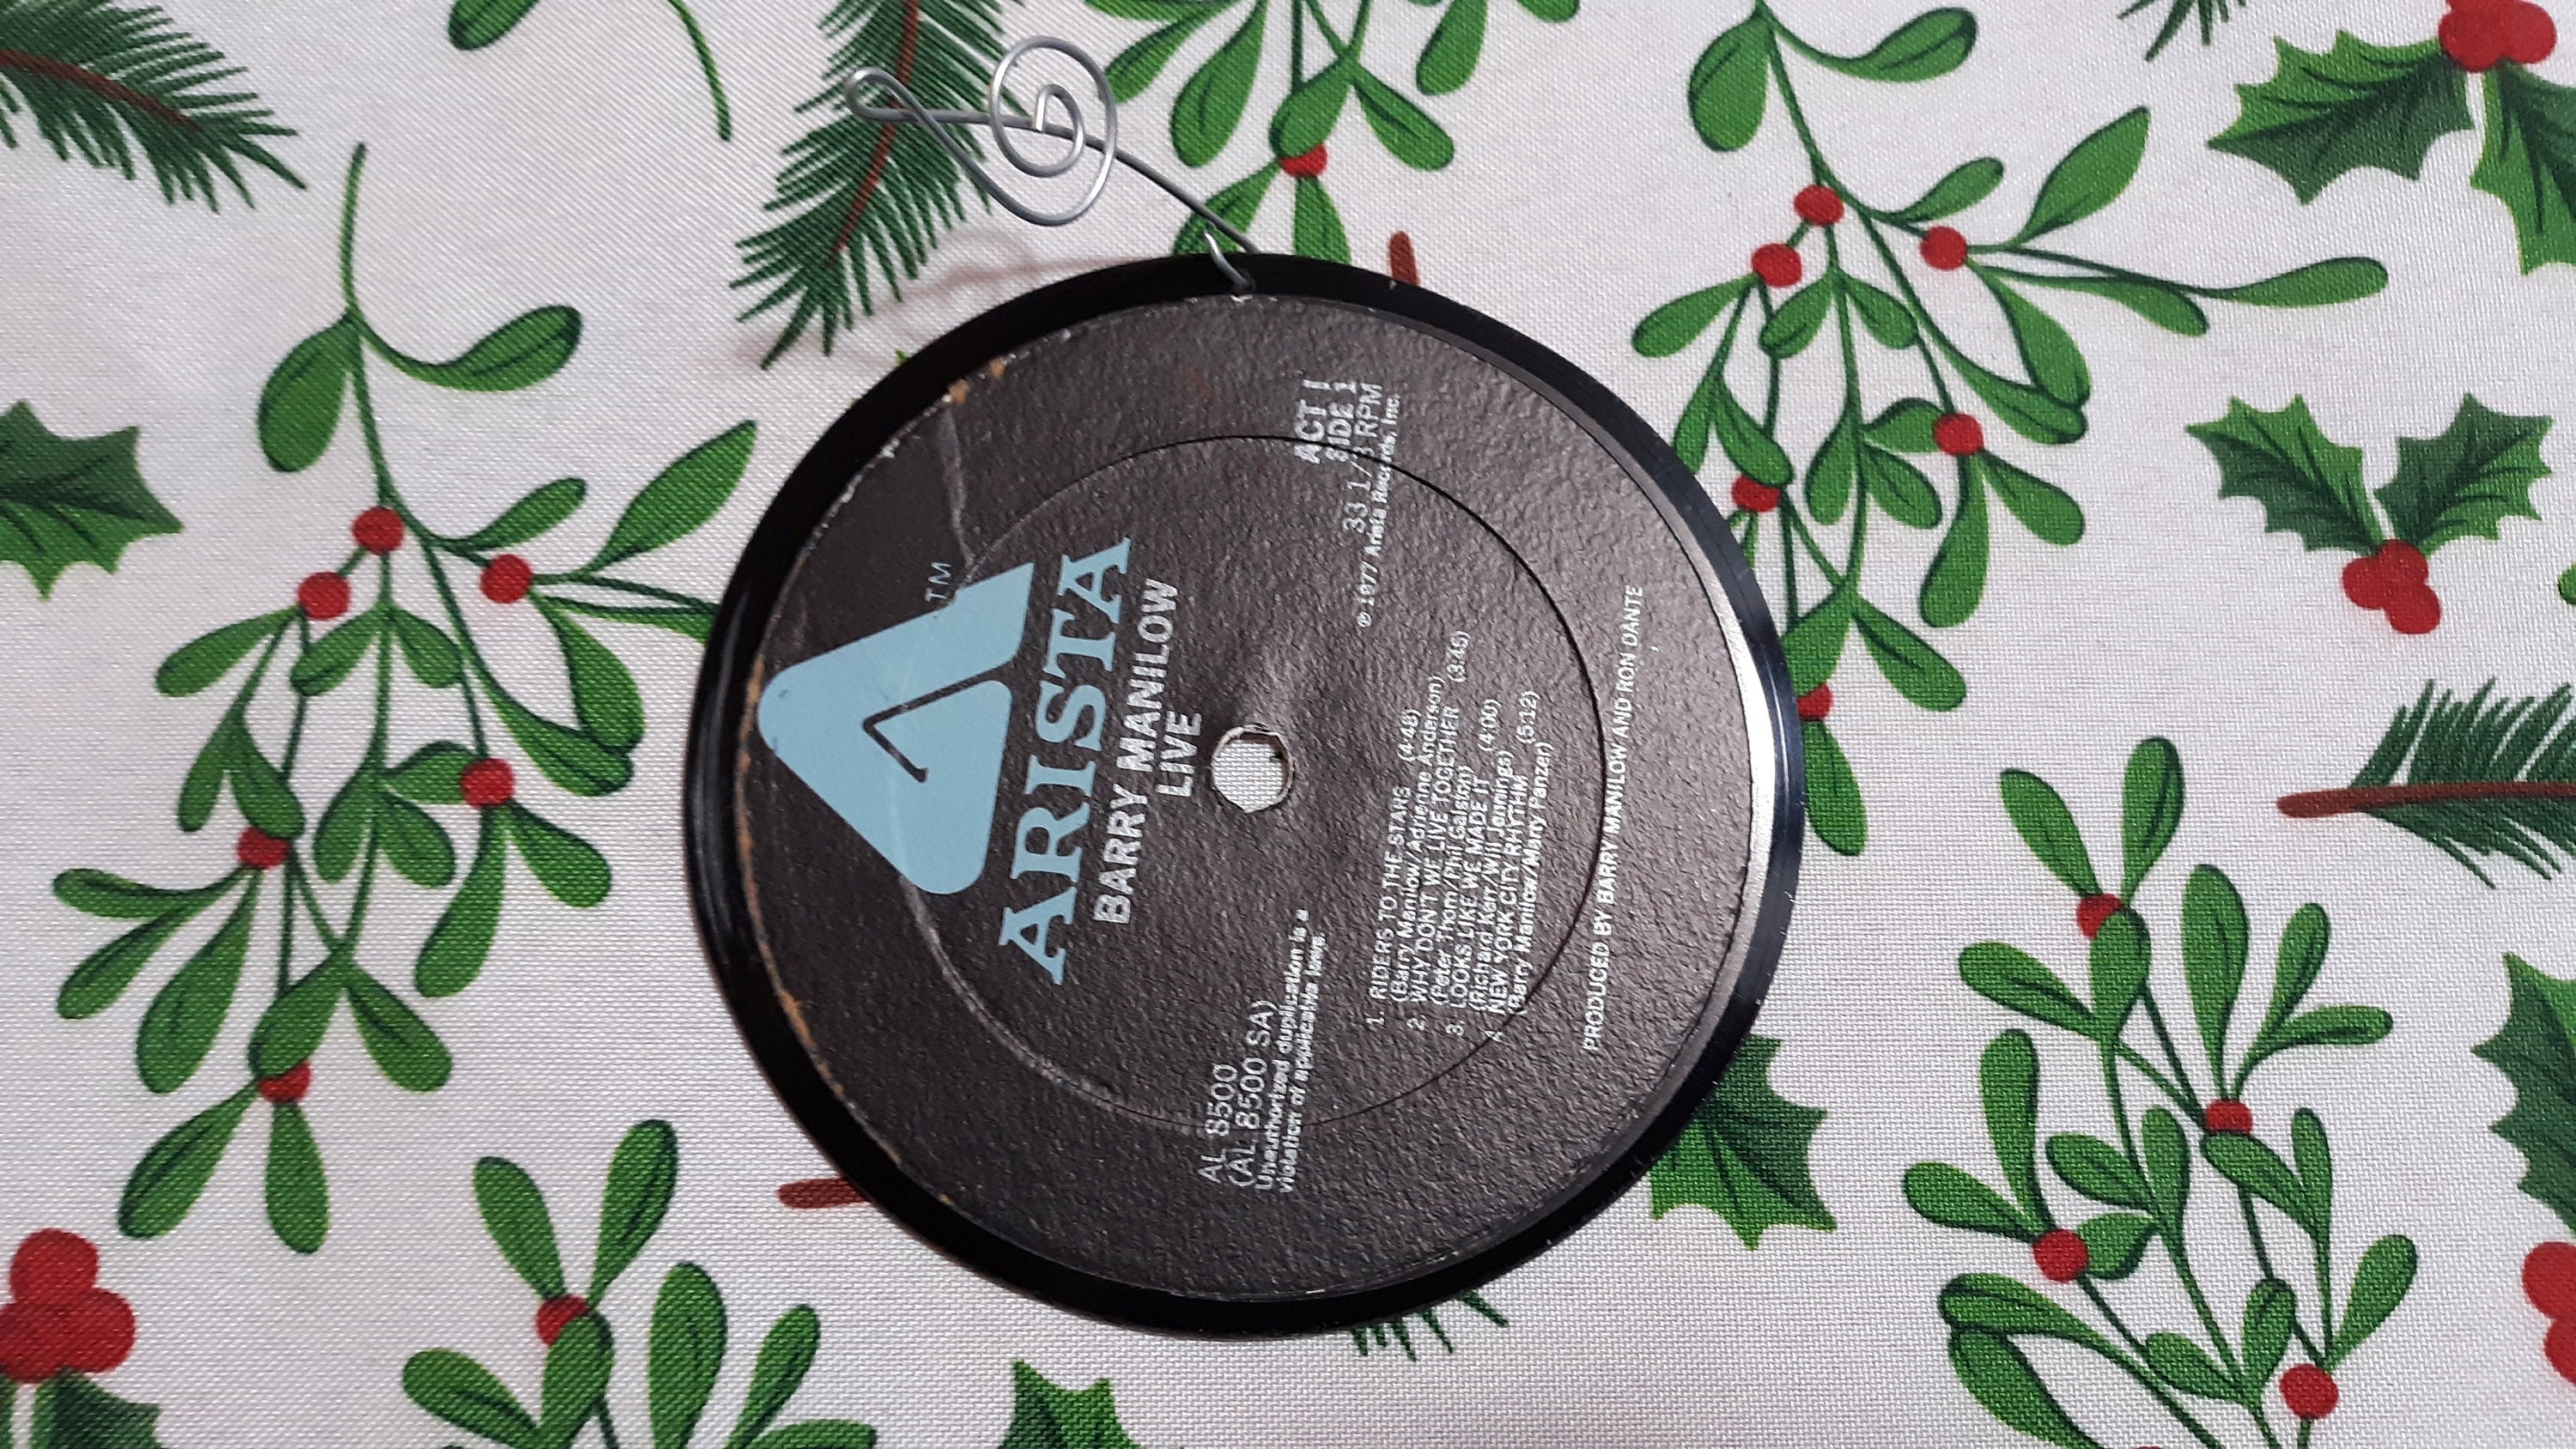 TM
ARISTA
BARRY MANILOW
LIVE
AL 8500
(AL 8500 SA)
Unauthorized duplication is a
violation of applicable laws
ACT I
SIDE 1
33 1/3 RPM
℗ 1977 Arista Records, Inc.
1. RIDERS TO THE STARS (4:48)
(Barry Manilow/Adrienne Anderson)
2. WHY DON'T WE LIVE TOGETHER (3:45)
(Peter Thom/Phil Galston)
3. LOOKS LIKE WE MADE IT (4:00)
(Richard Kerr/Will Jennings)
4. NEW YORK CITY RHYTHM (5:12)
(Barry Manilow/Marty Panzer)
PRODUCED BY BARRY MANILOW AND RON DANTE